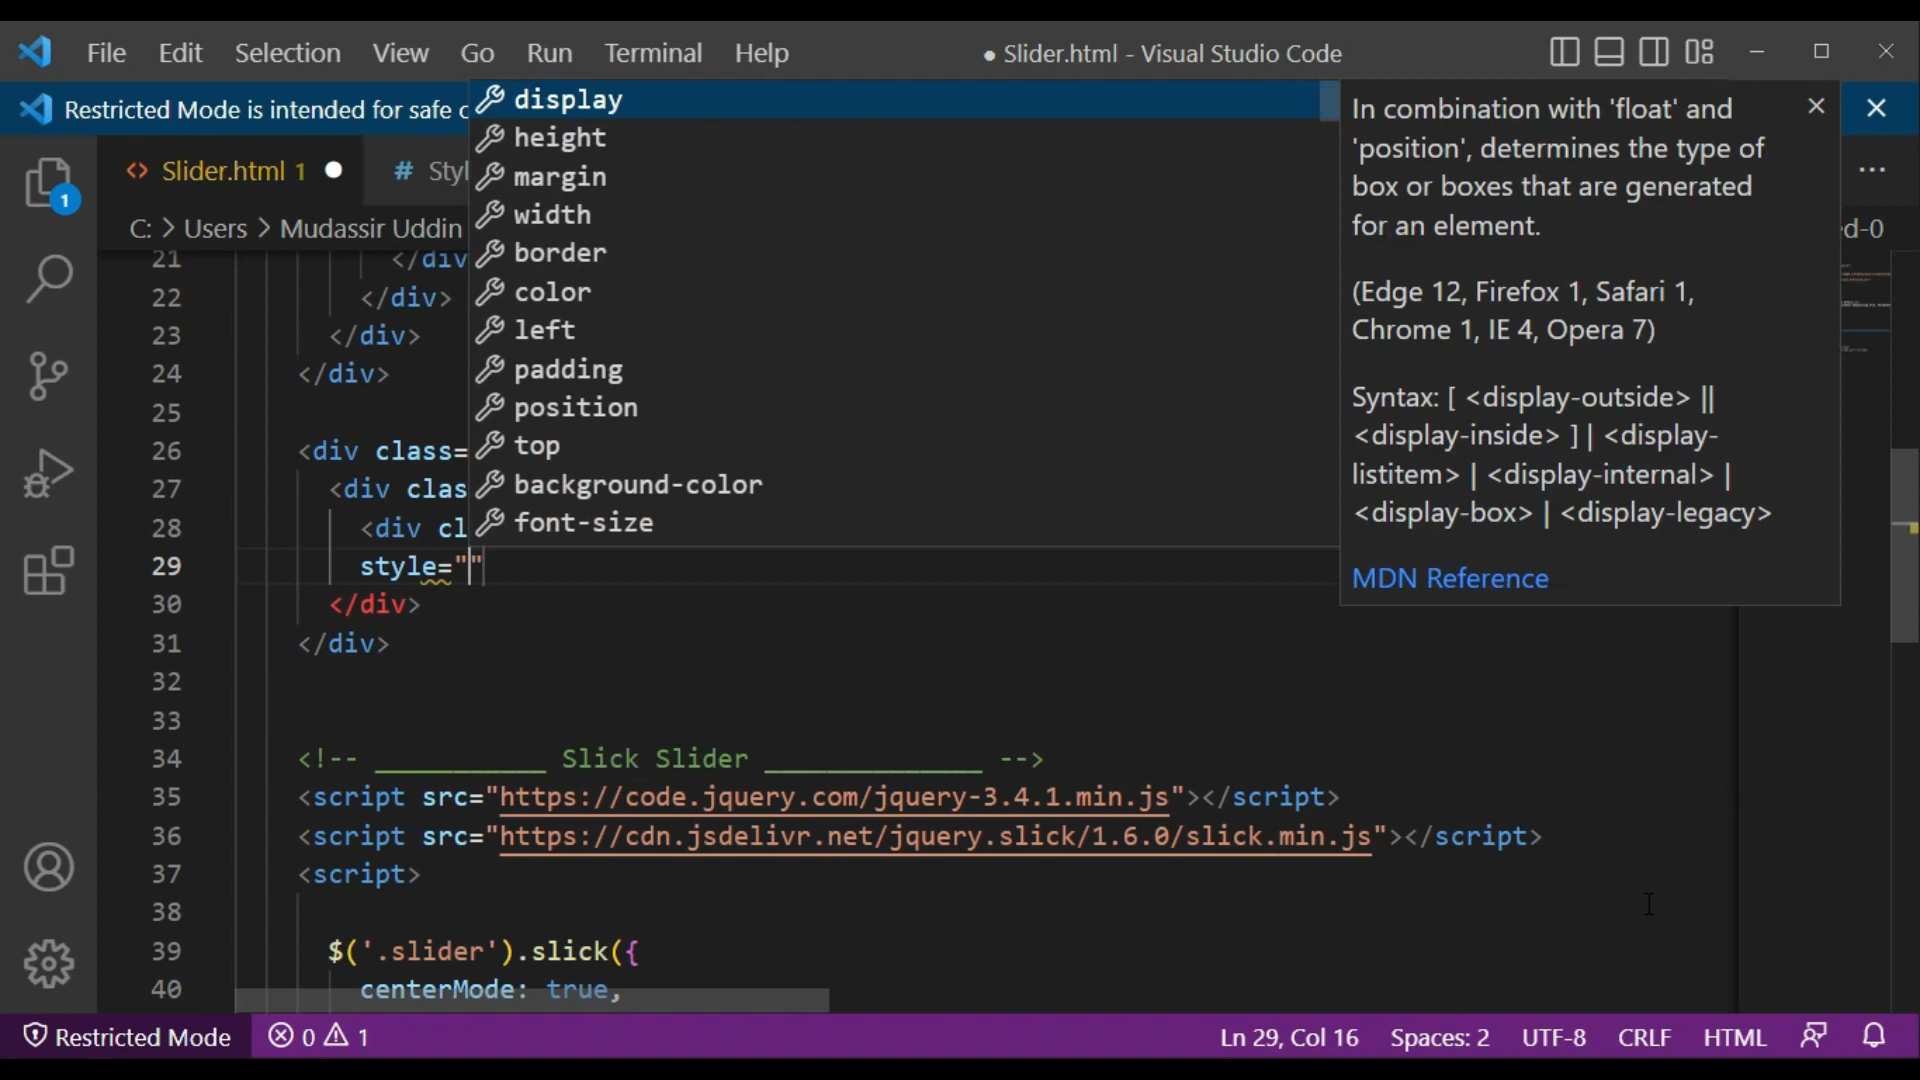 File Edit Selection View Go Run Terminal Help ● Slider.html - Visual Studio Code
Restricted Mode is intended for safe c
Slider.html 1 ● # Styl ...
C: > Users > Mudassir Uddin ed-0
display
height
margin
width
border
color
left
padding
position
top
background-color
font-size
In combination with 'float' and
'position', determines the type of
box or boxes that are generated
for an element.
(Edge 12, Firefox 1, Safari 1,
Chrome 1, IE 4, Opera 7)
Syntax: [ <display-outside> ||
<display-inside> ] | <display-
listitem> | <display-internal> |
<display-box> | <display-legacy>
MDN Reference
1
21 </div
22 </div>
23 </div>
24 </div>
25
26 <div class=
27 <div clas
28 <div cl
29 style=""
30 </div>
31 </div>
32
33
34 <!-- ___________ Slick Slider ______________ -->
35 <script src="https://code.jquery.com/jquery-3.4.1.min.js"></script>
36 <script src="https://cdn.jsdelivr.net/jquery.slick/1.6.0/slick.min.js"></script>
37 <script>
38
39 $('.slider').slick({
40 centerMode: true,
Restricted Mode 0 1 Ln 29, Col 16 Spaces: 2 UTF-8 CRLF HTML